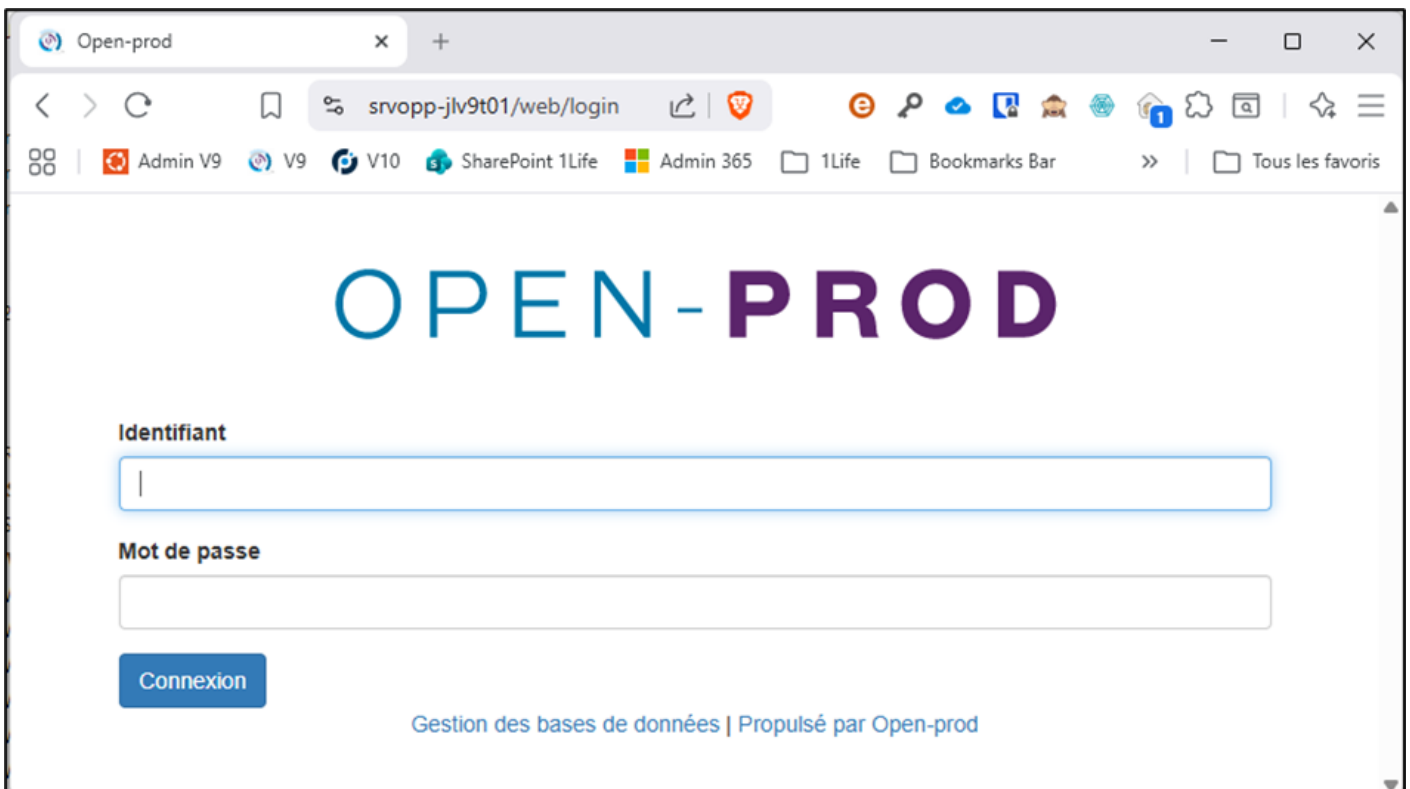 Open-prod
srvopp-jlv9t01/web/login
1
Admin V9 V9 V10 SharePoint 1Life Admin 365 1Life Bookmarks Bar » Tous les favoris
OPEN-PROD
Identifiant
Mot de passe
Connexion
Gestion des bases de données | Propulsé par Open-prod